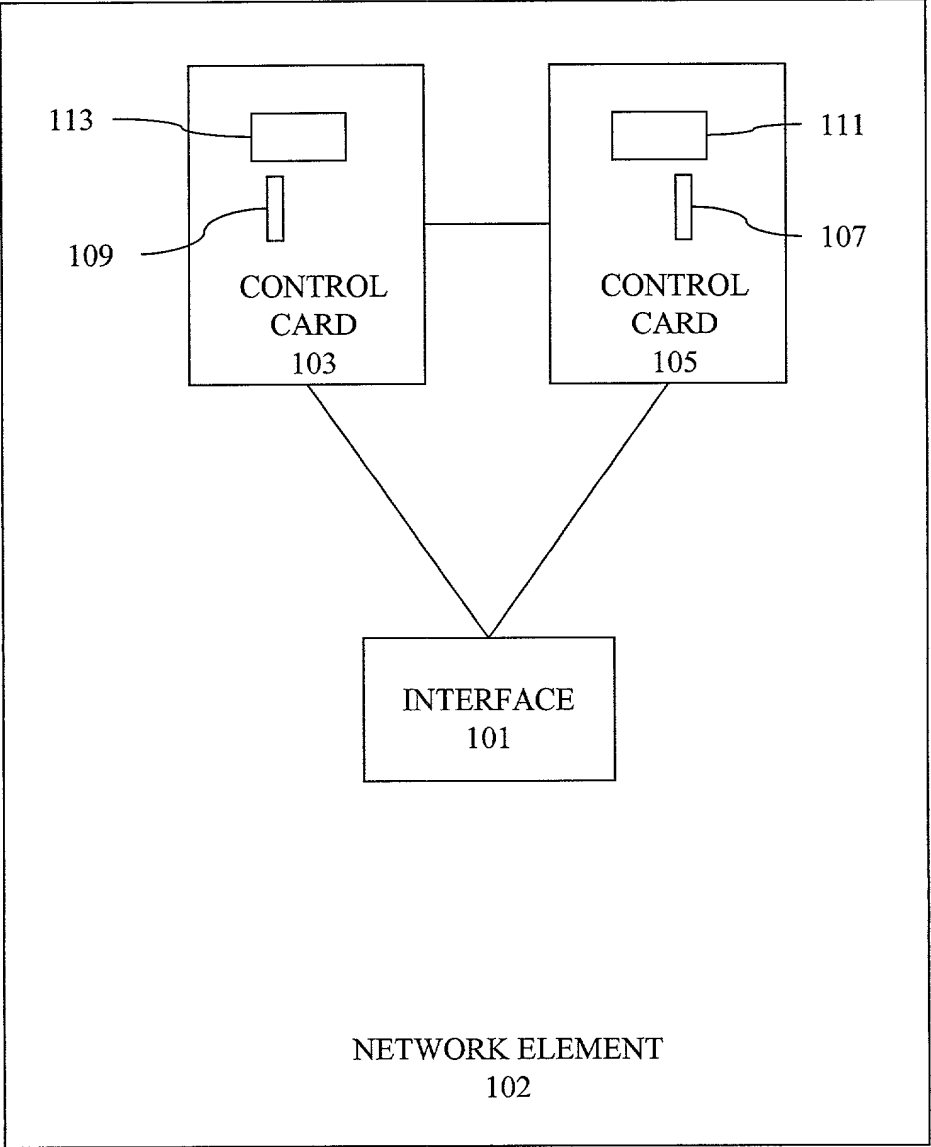 113
111
109
107
CONTROL
CARD
103
CONTROL
CARD
105
INTERFACE
101
NETWORK ELEMENT
102